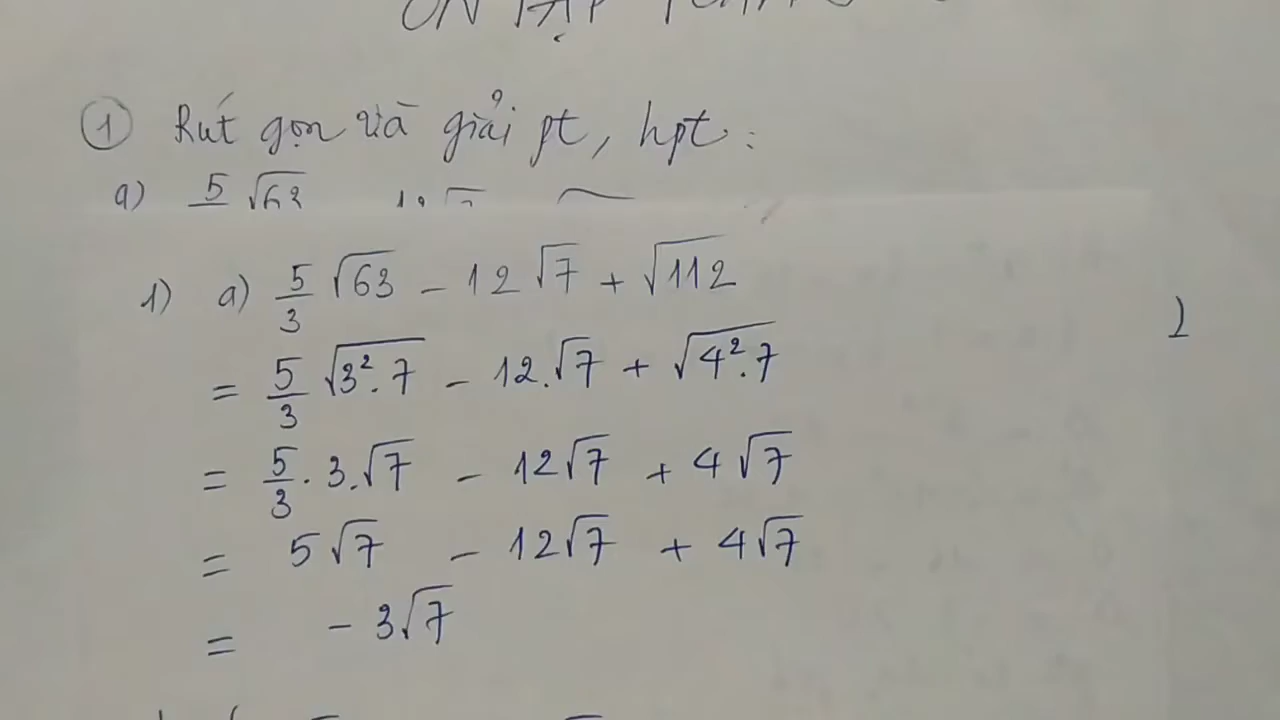 ÔN TẬP
① Rút gọn và giải pt, hpt :
a) 5 √63
1) a) 5/3 √63 - 12√7 + √112
= 5/3 √3².7 - 12.√7 + √4².7
= 5/3 . 3.√7 - 12√7 + 4√7
= 5√7 - 12√7 + 4√7
= - 3√7